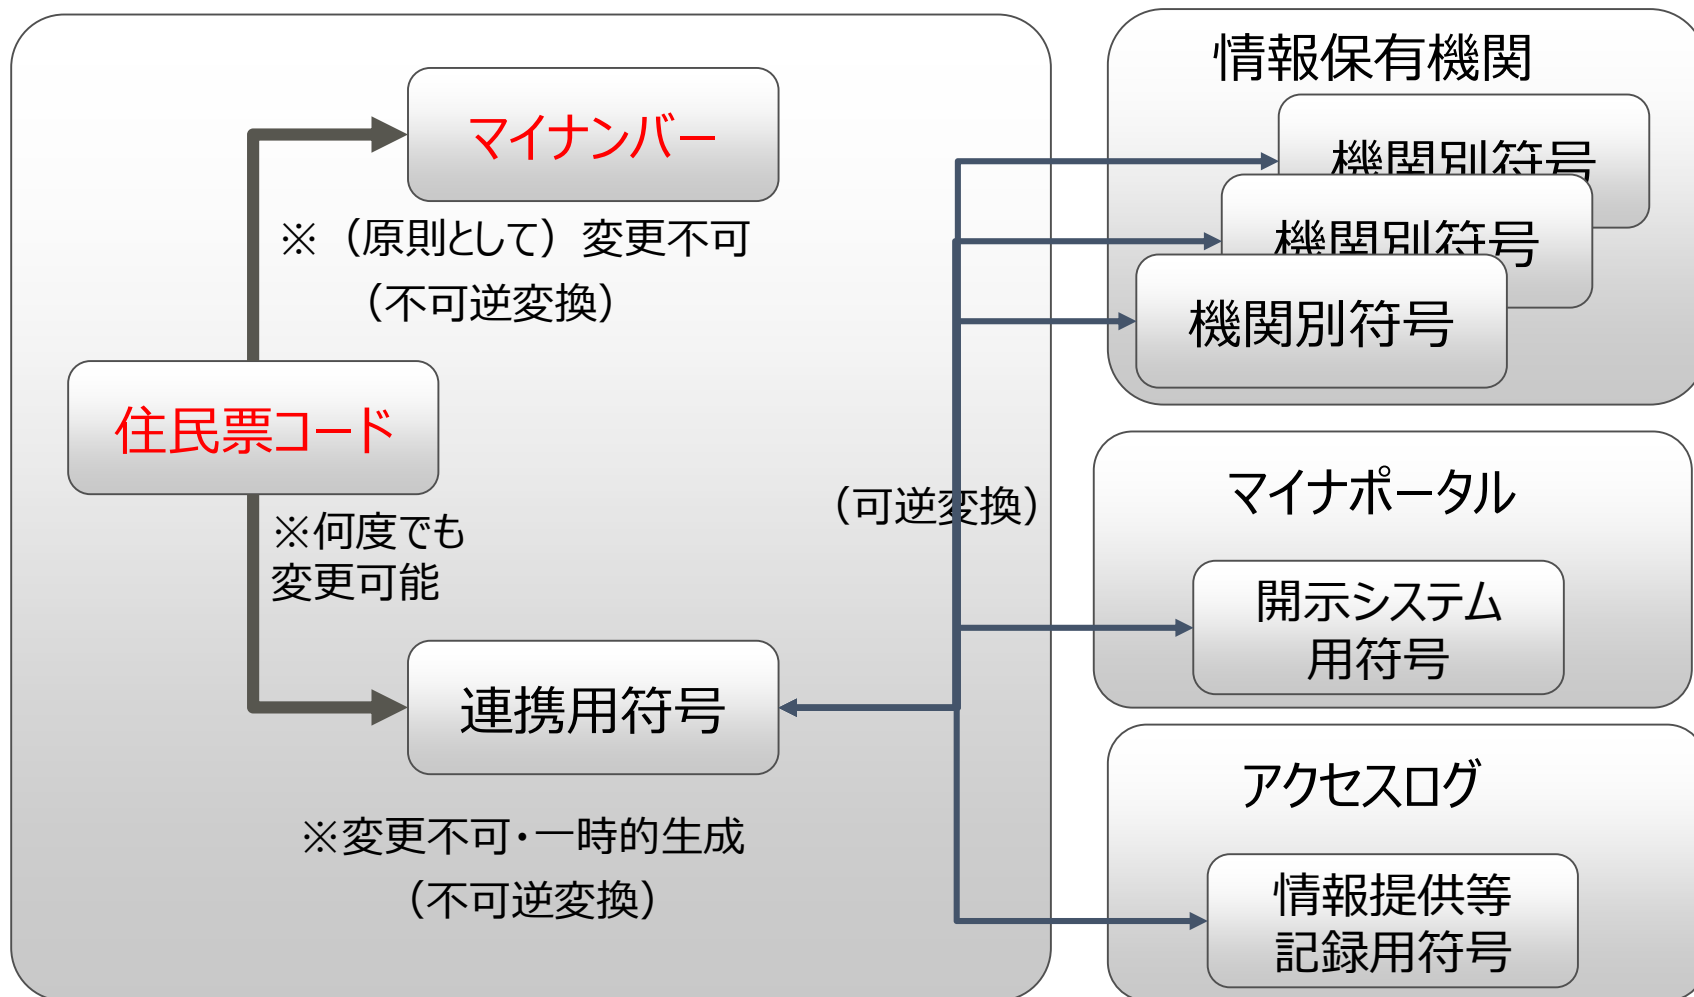 マイナンバー
※（原則として）変更不可
（不可逆変換）
住民票コード
※何度でも
変更可能
連携用符号
※変更不可・一時的生成
（不可逆変換）
（可逆変換）
情報保有機関
機関別符号
機関別符号
機関別符号
マイナポータル
開示システム
用符号
アクセスログ
情報提供等
記録用符号